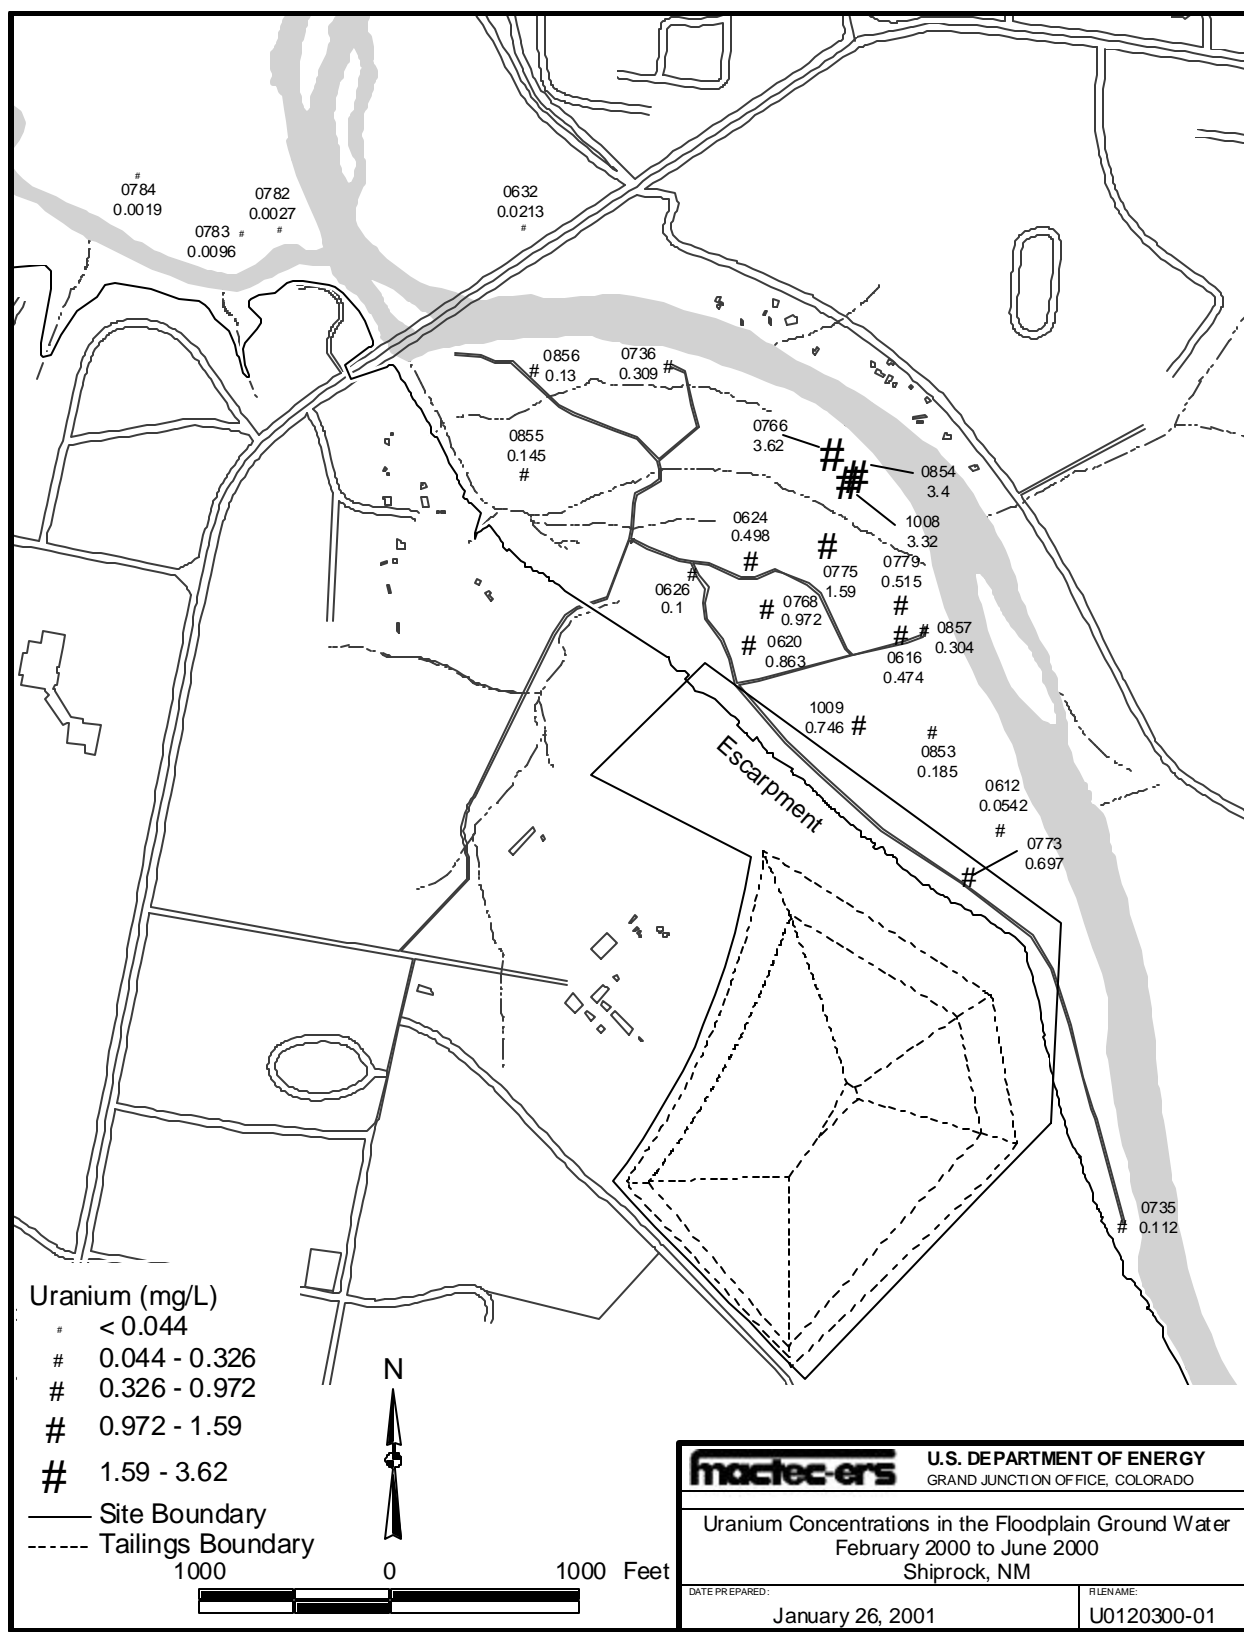 0784
0.0019
0782
0.0027
0783
0.0096
0632
0.0213
0856
0.13
0736
0.309
0855
0.145
0766
3.62
0854
3.4
1008
3.32
0624
0.498
0775
1.59
0779
0.515
0626
0.1
0768
0.972
0620
0.863
0857
0.304
0616
0.474
1009
0.746
0853
0.185
Escarpment
0612
0.0542
0773
0.697
0735
0.112
Uranium (mg/L)
# < 0.044
# 0.044 - 0.326
# 0.326 - 0.972
# 0.972 - 1.59
# 1.59 - 3.62
Site Boundary
Tailings Boundary
N
1000 0 1000 Feet
mactec-ers
U.S. DEPARTMENT OF ENERGY
GRAND JUNCTION OFFICE, COLORADO
Uranium Concentrations in the Floodplain Ground Water
February 2000 to June 2000
Shiprock, NM
DATE PREPARED:
January 26, 2001
FILENAME:
U0120300-01